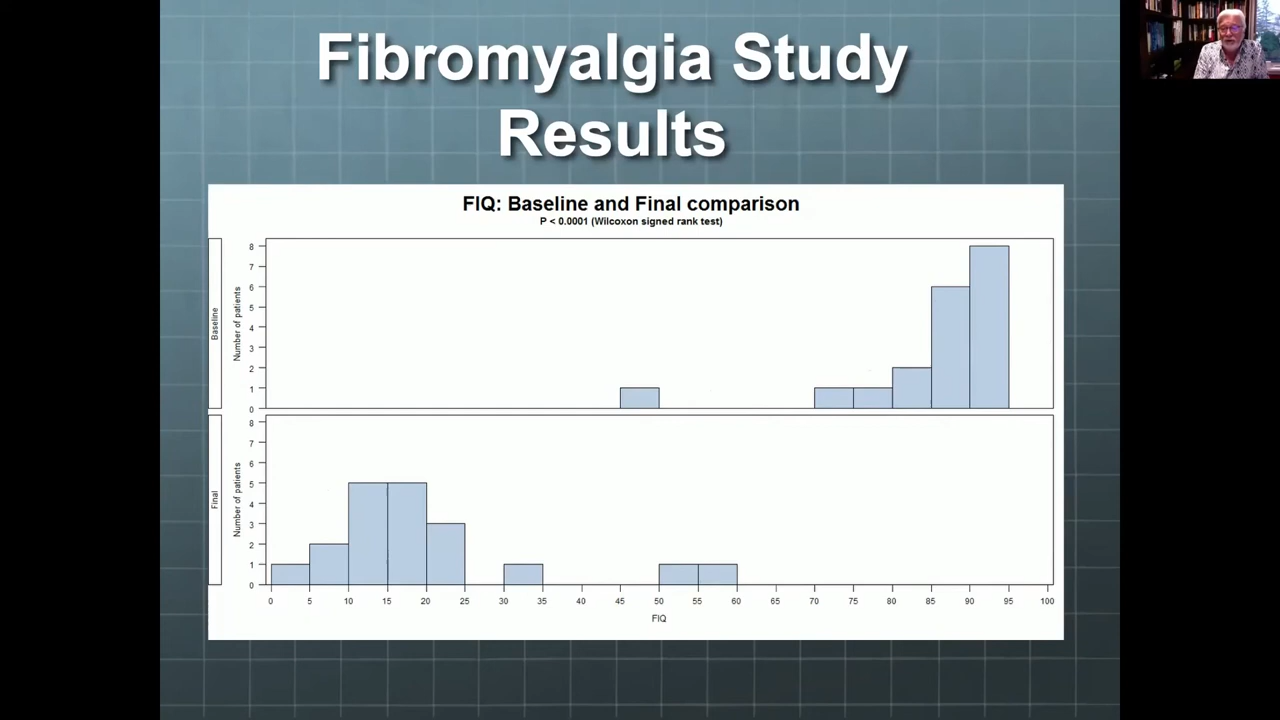 Fibromyalgia Study
Results
FIQ: Baseline and Final comparison
P < 0.0001 (Wilcoxon signed rank test)
Baseline
Number of patients
8
7
6
5
4
3
2
1
0
Final
Number of patients
8
7
6
5
4
3
2
1
0
0 5 10 15 20 25 30 35 40 45 50 55 60 65 70 75 80 85 90 95 100
FIQ